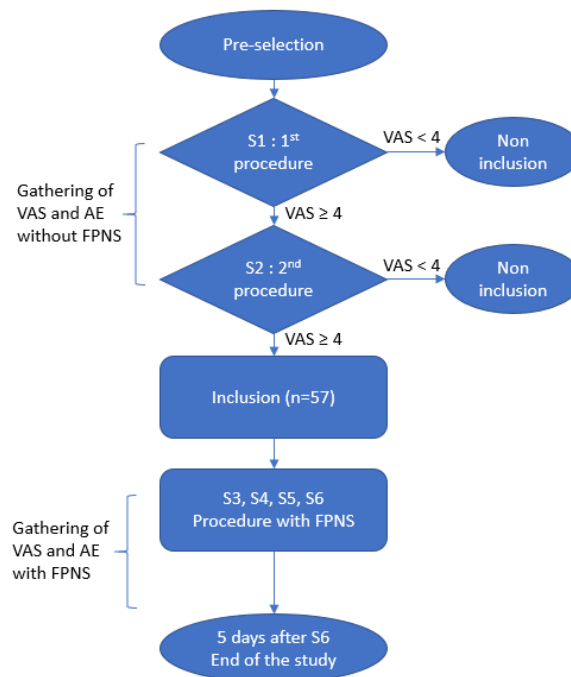 Pre-selection
S1 : 1st
procedure
VAS < 4
Non
inclusion
Gathering of
VAS and AE
without FPNS
VAS ≥ 4
S2 : 2nd
procedure
VAS < 4
Non
inclusion
VAS ≥ 4
Inclusion (n=57)
S3, S4, S5, S6
Procedure with FPNS
Gathering of
VAS and AE
with FPNS
5 days after S6
End of the study